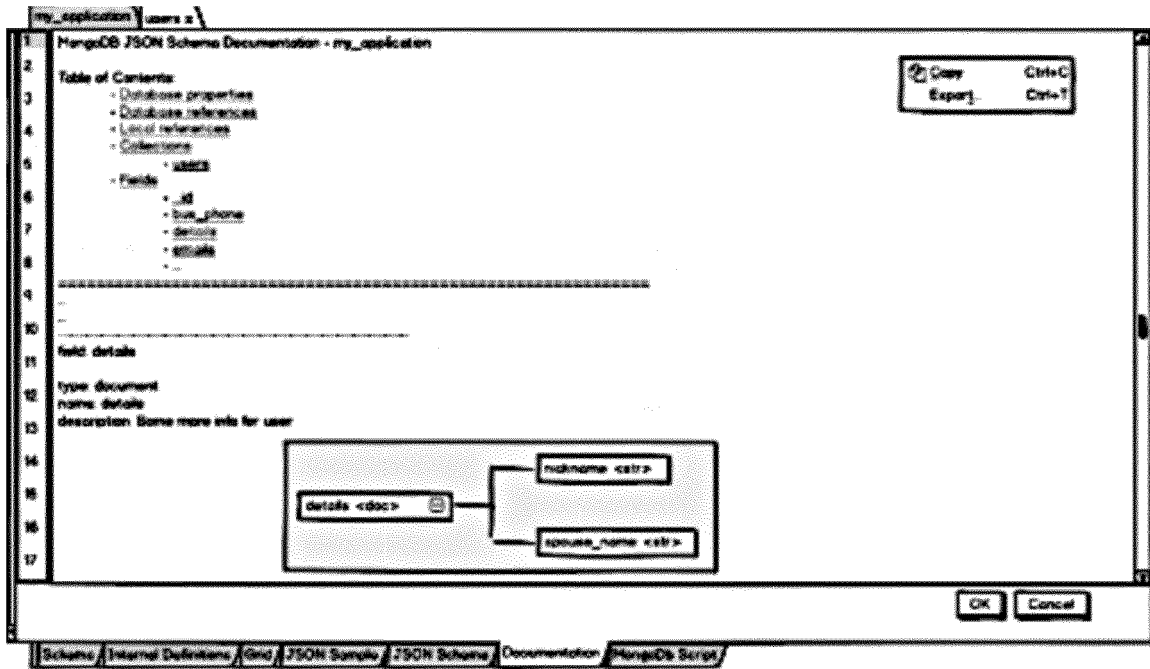 my_application users x
1 MongoDB JSON Schema Documentation - my_application
2
Table of Contents:
3 - Database properties
- Database references
4 - Local references
- Collections
5 - users
- Fields
6 - _id
- bus_phone
7 - details
- emails
8 - ...
9 ...
10 ...
field: details
11
type: document
12 name: details
13 description: Some more info for user
14 nickname <str>
15 details <doc>
16 spouse_name <str>
17
Copy Ctrl+C
Export... Ctrl+T
OK Cancel
Schema Internal Definitions Grid JSON Sample JSON Schema Documentation MongoDb Script